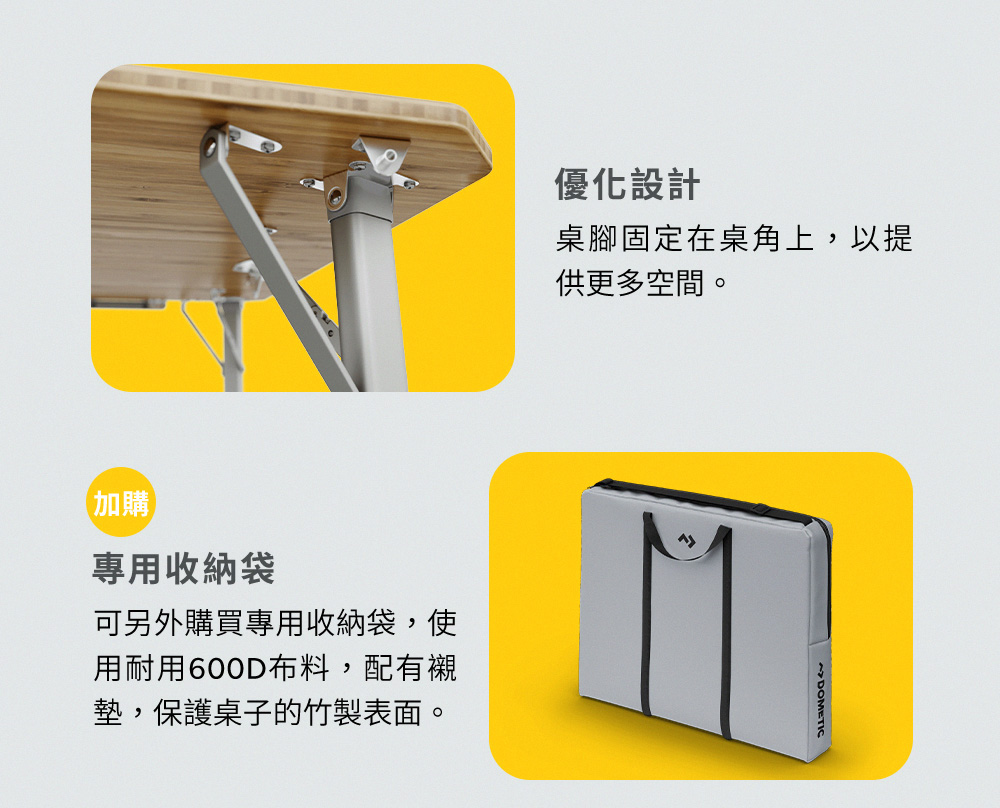 優化設計
桌腳固定在桌角上，以提
供更多空間。
加購
專用收納袋
可另外購買專用收納袋，使
用耐用600D布料，配有襯
墊，保護桌子的竹製表面。
DOMETIC